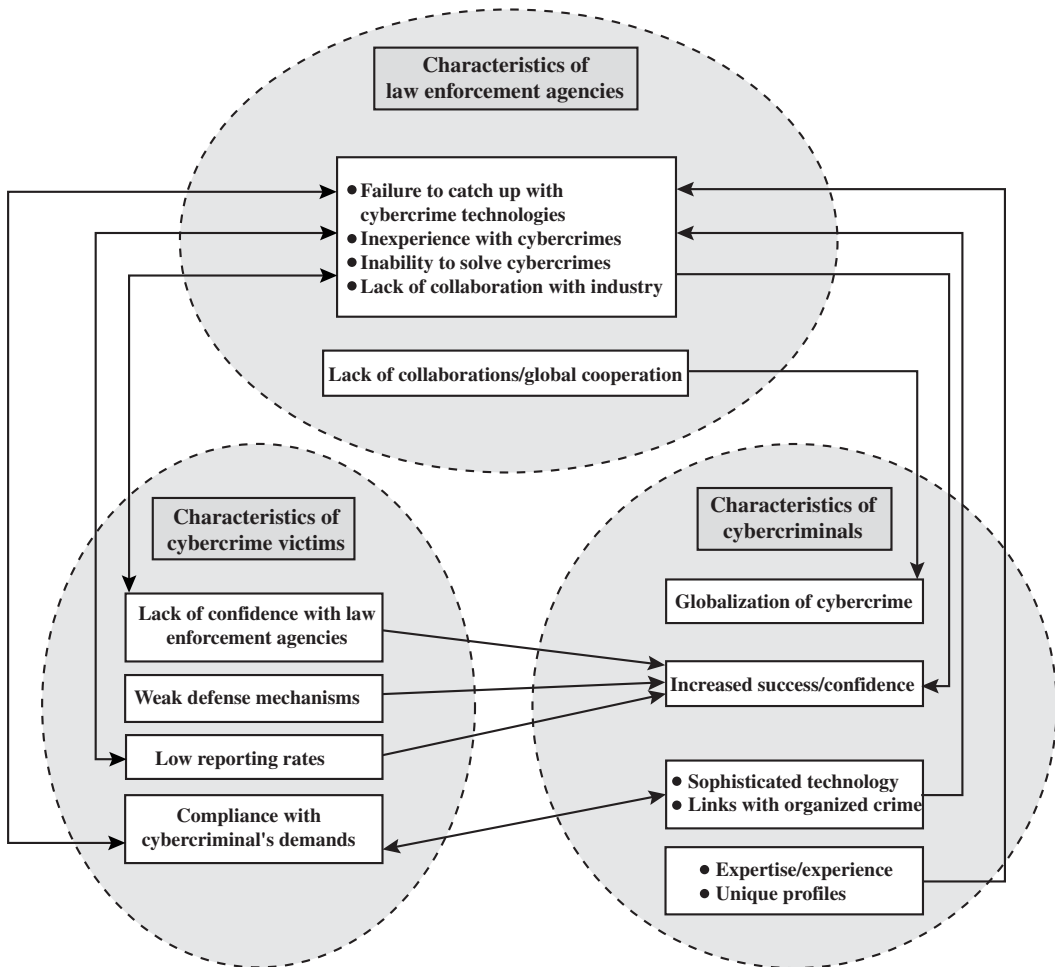 Characteristics of
law enforcement agencies
● Failure to catch up with
cybercrime technologies
● Inexperience with cybercrimes
● Inability to solve cybercrimes
● Lack of collaboration with industry
Lack of collaborations/global cooperation
Characteristics of
cybercrime victims
Lack of confidence with law
enforcement agencies
Weak defense mechanisms
Low reporting rates
Compliance with
cybercriminal's demands
Characteristics of
cybercriminals
Globalization of cybercrime
Increased success/confidence
● Sophisticated technology
● Links with organized crime
● Expertise/experience
● Unique profiles